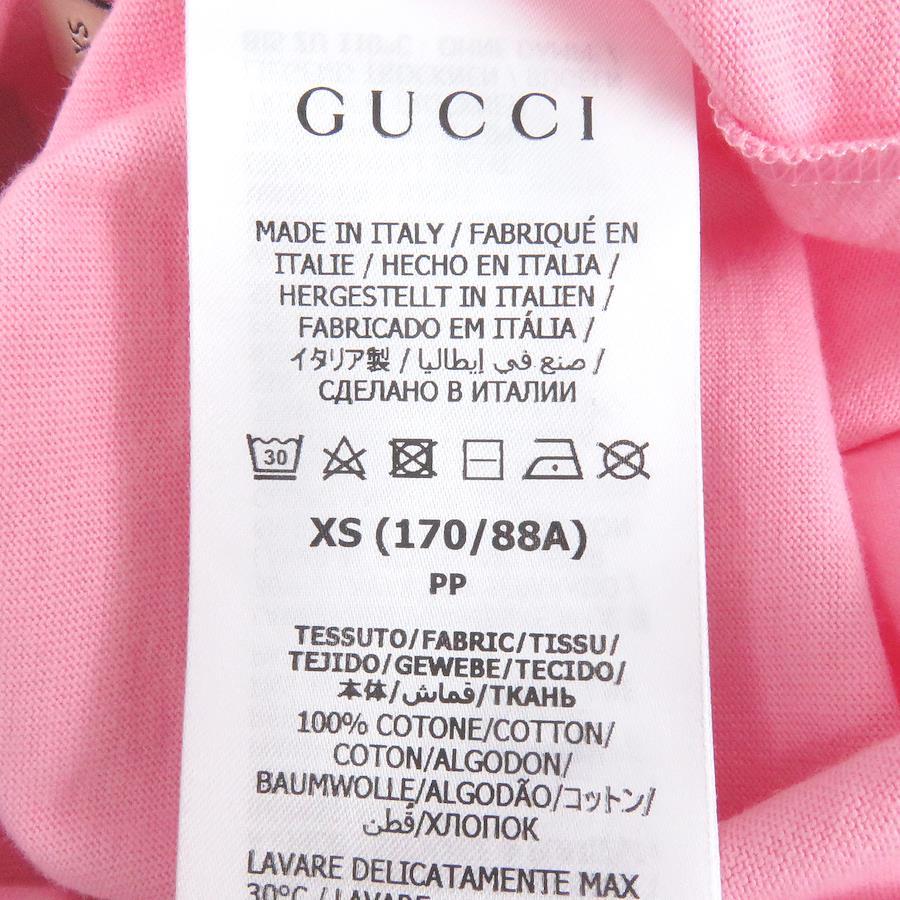 XS
GUCCI
MADE IN ITALY / FABRIQUÉ EN
ITALIE / HECHO EN ITALIA /
HERGESTELLT IN ITALIEN /
FABRICADO EM ITÁLIA /
イタリア製 / صنع في إيطاليا /
СДЕЛАНО В ИТАЛИИ
30
XS (170/88A)
PP
TESSUTO/FABRIC/TISSU/
TEJIDO/GEWEBE/TECIDO/
本体/قماش/ТКАНЬ
100% COTONE/COTTON/
COTON/ALGODON/
BAUMWOLLE/ALGODÃO/コットン/
قطن/ХЛОПОК
LAVARE DELICATAMENTE MAX
30°C / LAVARE